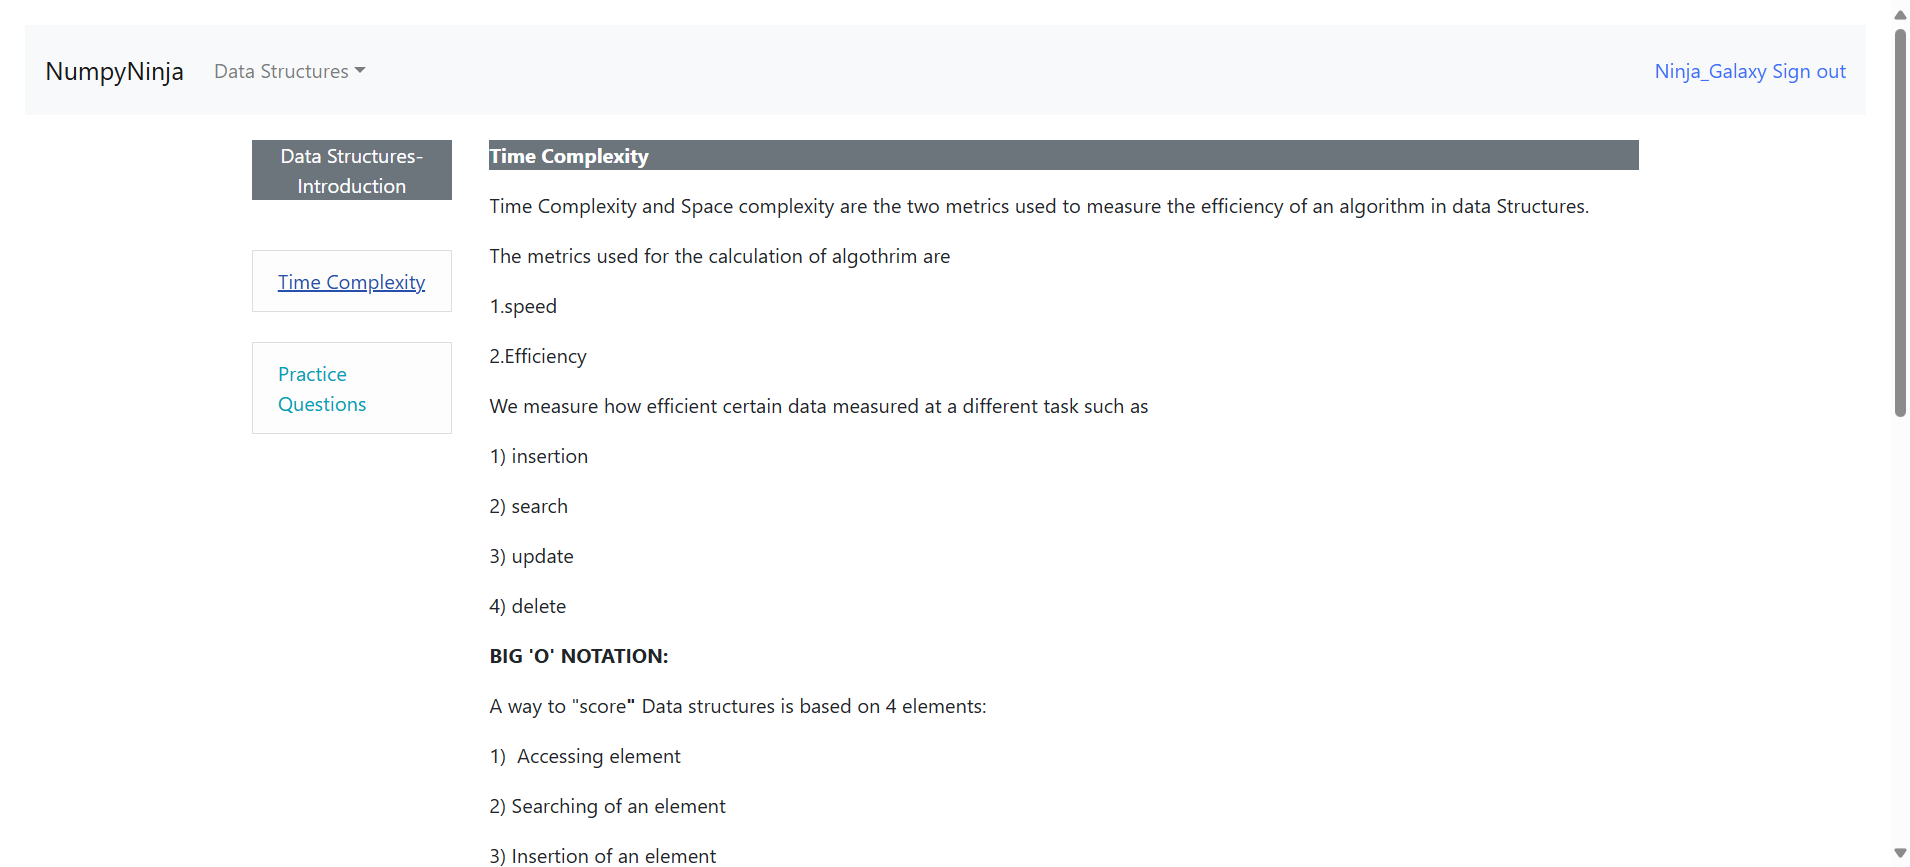 NumpyNinja
Data Structures
Ninja_Galaxy Sign out
Data Structures-
Introduction
Time Complexity
Practice
Questions
Time Complexity
Time Complexity and Space complexity are the two metrics used to measure the efficiency of an algorithm in data Structures.
The metrics used for the calculation of algothrim are
1.speed
2.Efficiency
We measure how efficient certain data measured at a different task such as
1) insertion
2) search
3) update
4) delete
BIG 'O' NOTATION:
A way to "score" Data structures is based on 4 elements:
1)  Accessing element
2) Searching of an element
3) Insertion of an element